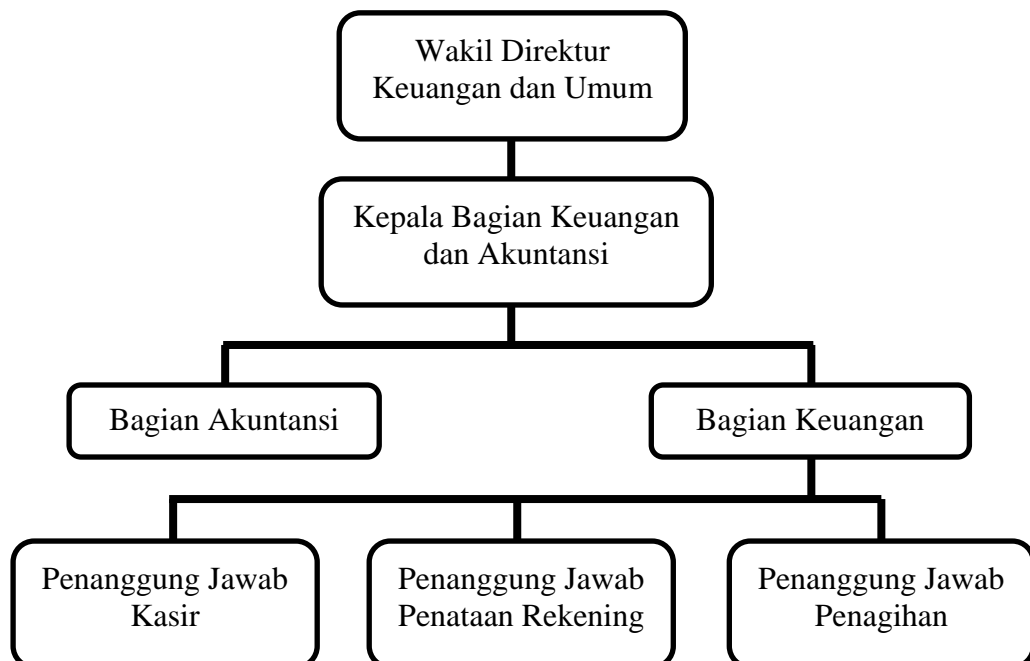 Wakil Direktur
Keuangan dan Umum
Kepala Bagian Keuangan
dan Akuntansi
Bagian Akuntansi
Bagian Keuangan
Penanggung Jawab
Kasir
Penanggung Jawab
Penataan Rekening
Penanggung Jawab
Penagihan